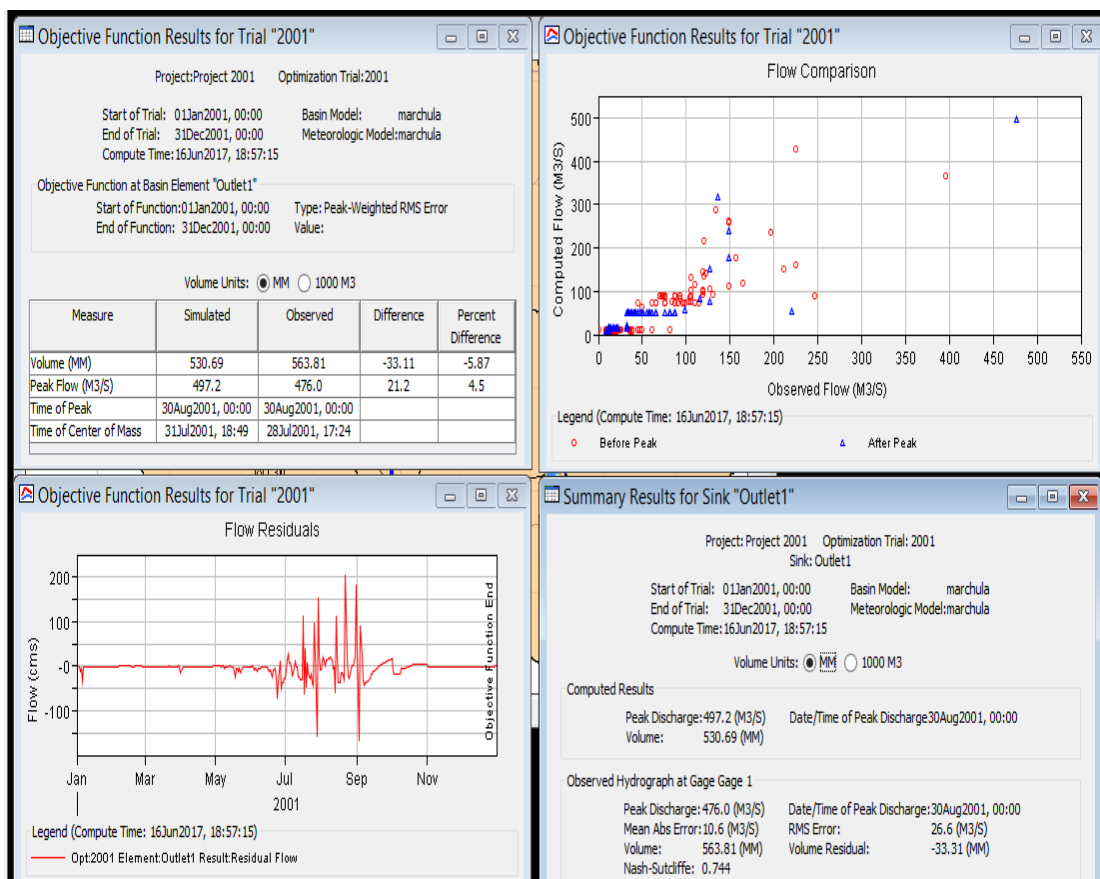 Objective Function Results for Trial "2001"
Project:Project 2001 Optimization Trial:2001
Start of Trial: 01Jan2001, 00:00 Basin Model: marchula
End of Trial: 31Dec2001, 00:00 Meteorologic Model:marchula
Compute Time:16Jun2017, 18:57:15
Objective Function at Basin Element "Outlet1"
Start of Function:01Jan2001, 00:00 Type: Peak-Weighted RMS Error
End of Function: 31Dec2001, 00:00 Value:
Volume Units: MM 1000 M3
Measure Simulated Observed Difference Percent
Difference
Volume (MM) 530.69 563.81 -33.11 -5.87
Peak Flow (M3/S) 497.2 476.0 21.2 4.5
Time of Peak 30Aug2001, 00:00 30Aug2001, 00:00
Time of Center of Mass 31Jul2001, 18:49 28Jul2001, 17:24
Objective Function Results for Trial "2001"
Flow Comparison
Computed Flow (M3/S)
500
400
300
200
100
0
0 50 100 150 200 250 300 350 400 450 500 550
Observed Flow (M3/S)
Legend (Compute Time: 16Jun2017, 18:57:15)
Before Peak After Peak
Objective Function Results for Trial "2001"
Flow Residuals
Flow (cms)
200
100
-0
-100
Objective Function End
Jan Mar May Jul Sep Nov
2001
Legend (Compute Time: 16Jun2017, 18:57:15)
Opt:2001 Element:Outlet1 Result:Residual Flow
Summary Results for Sink "Outlet1"
Project: Project 2001 Optimization Trial: 2001
Sink: Outlet1
Start of Trial: 01Jan2001, 00:00 Basin Model: marchula
End of Trial: 31Dec2001, 00:00 Meteorologic Model:marchula
Compute Time:16Jun2017, 18:57:15
Volume Units: MM 1000 M3
Computed Results
Peak Discharge:497.2 (M3/S) Date/Time of Peak Discharge30Aug2001, 00:00
Volume: 530.69 (MM)
Observed Hydrograph at Gage Gage 1
Peak Discharge:476.0 (M3/S) Date/Time of Peak Discharge:30Aug2001, 00:00
Mean Abs Error:10.6 (M3/S) RMS Error: 26.6 (M3/S)
Volume: 563.81 (MM) Volume Residual: -33.31 (MM)
Nash-Sutcliffe: 0.744